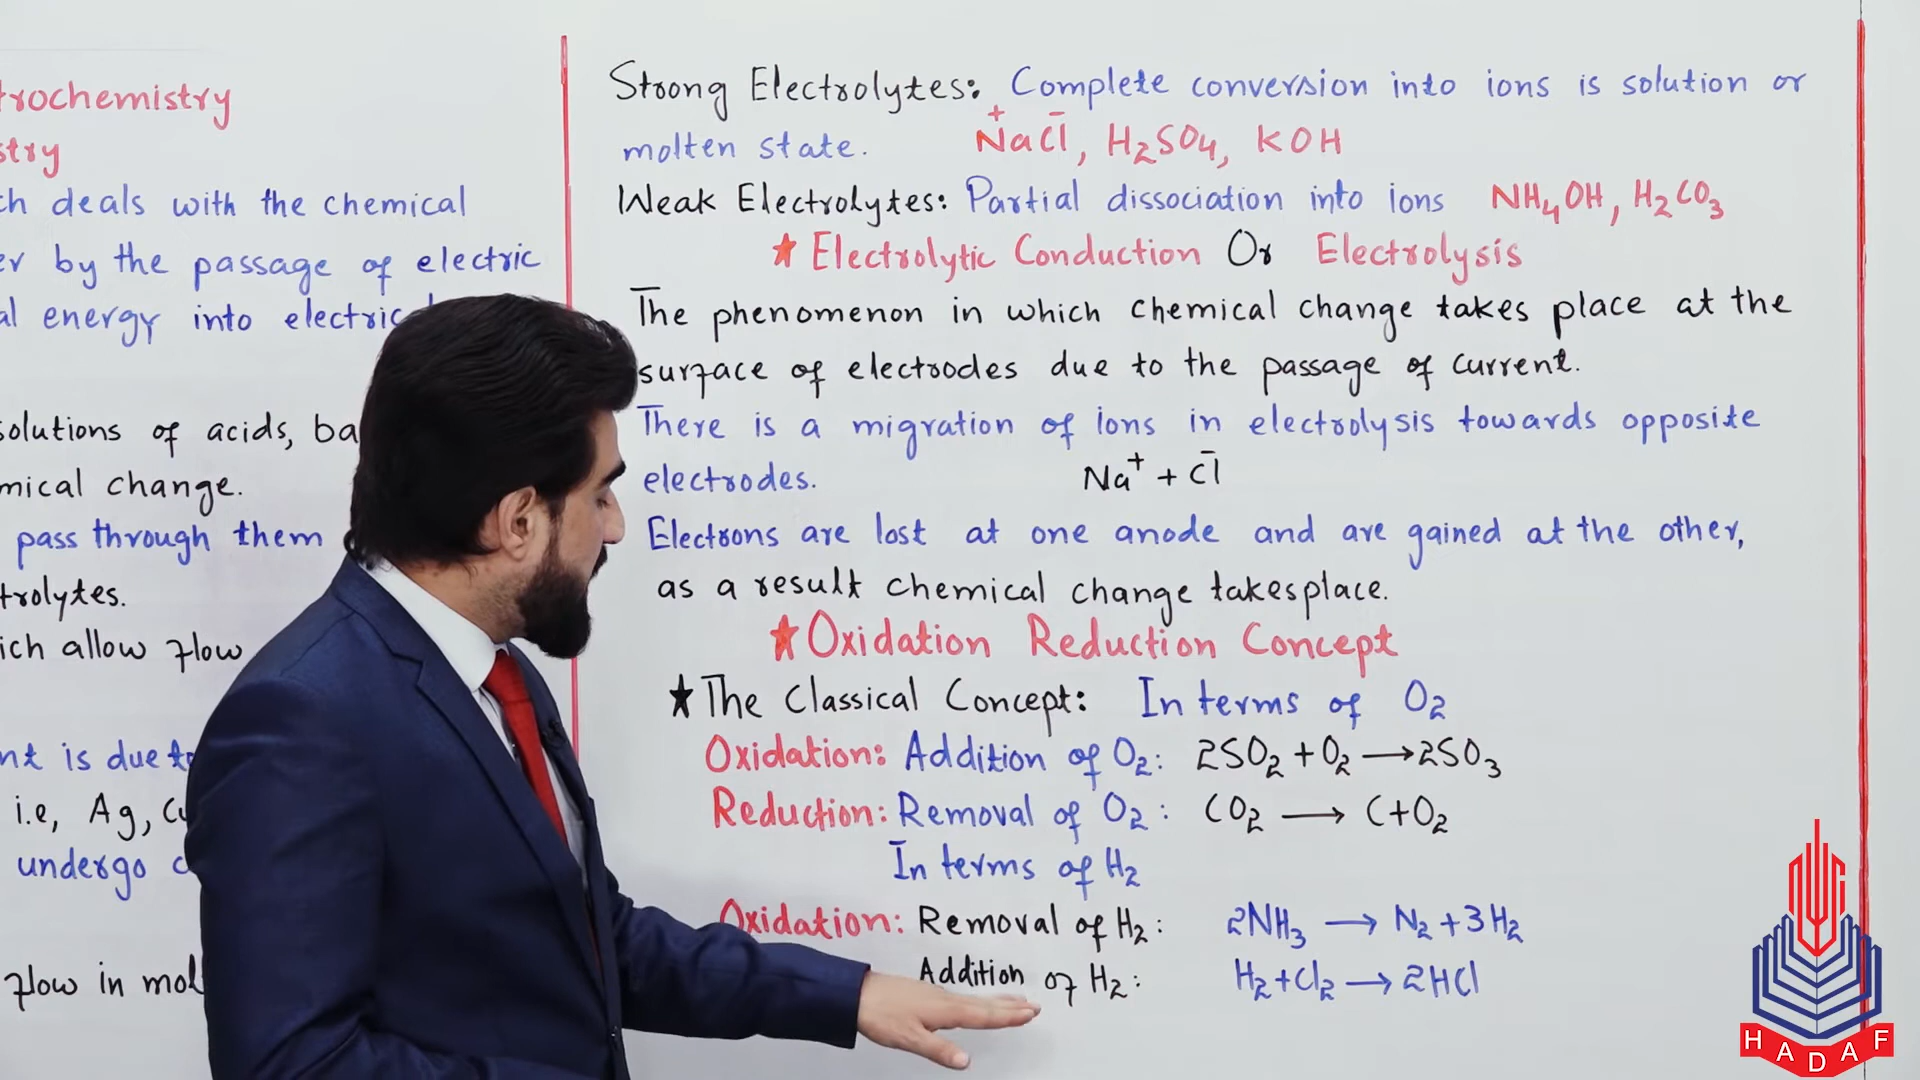 trochemistry
stry
ch deals with the chemical
er by the passage of electric
al energy into electric
solutions of acids, ba
mical change.
pass through them
trolytes.
ich allow flow
nt is due to
i.e, Ag, Cu
undergo c
flow in mol
Strong Electrolytes: Complete conversion into ions is solution or
molten state. Na⁺Cl⁻, H₂SO₄, KOH
Weak Electrolytes: Partial dissociation into ions NH₄OH, H₂CO₃
★ Electrolytic Conduction Or Electrolysis
The phenomenon in which chemical change takes place at the
surface of electrodes due to the passage of current.
There is a migration of ions in electrolysis towards opposite
electrodes. Na⁺ + Cl⁻
Electrons are lost at one anode and are gained at the other,
as a result chemical change takes place.
★ Oxidation Reduction Concept
★ The Classical Concept: In terms of O₂
Oxidation: Addition of O₂: 2SO₂ + O₂ → 2SO₃
Reduction: Removal of O₂: CO₂ → C + O₂
In terms of H₂
Oxidation: Removal of H₂: 2NH₃ → N₂ + 3H₂
Addition of H₂: H₂ + Cl₂ → 2HCl
HADAF